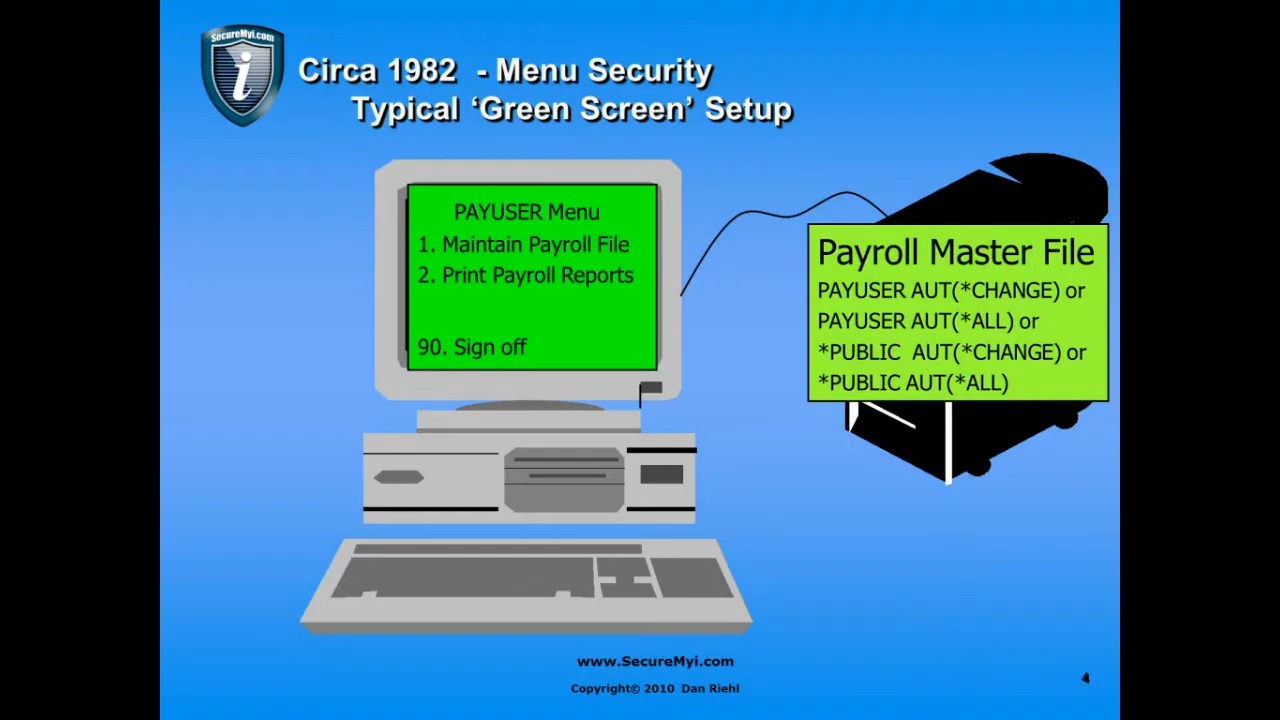 SecureMyi.com
i
Circa 1982 - Menu Security
Typical ‘Green Screen’ Setup
PAYUSER Menu
1. Maintain Payroll File
2. Print Payroll Reports
90. Sign off
Payroll Master File
PAYUSER AUT(*CHANGE) or
PAYUSER AUT(*ALL) or
*PUBLIC AUT(*CHANGE) or
*PUBLIC AUT(*ALL)
www.SecureMyi.com
Copyright© 2010 Dan Riehl
4